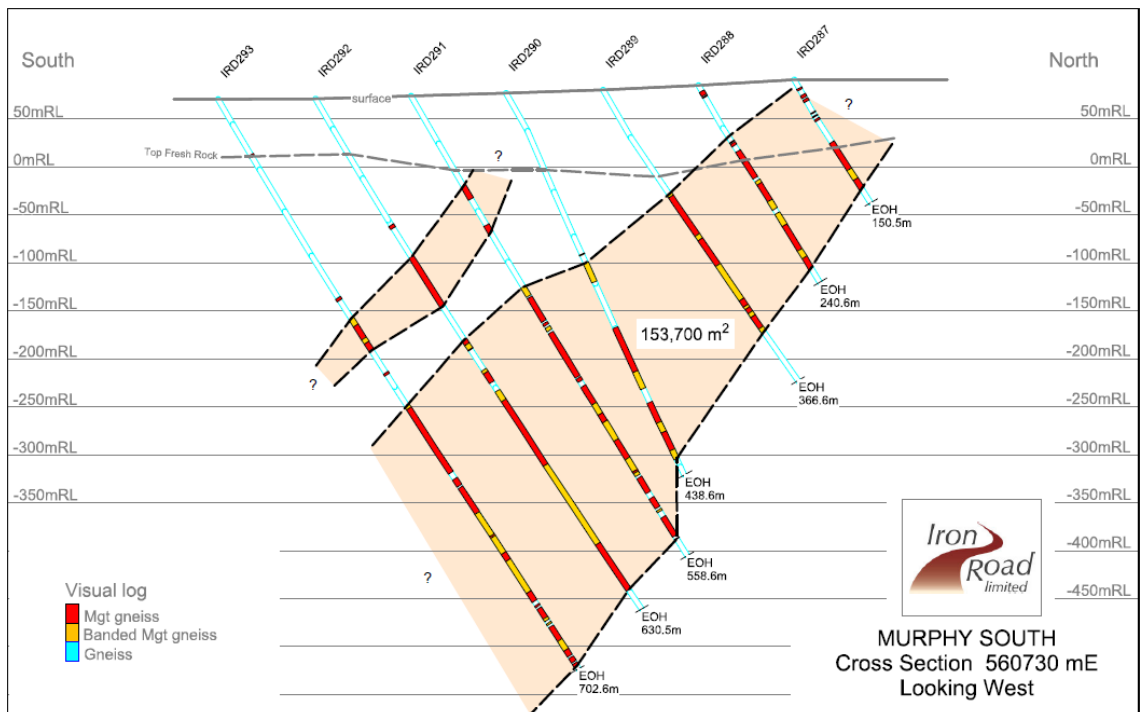 IRD293
IRD292
IRD291
IRD290
IRD289
IRD288
IRD287
South
North
surface
50mRL
50mRL
?
Top Fresh Rock
?
0mRL
0mRL
-50mRL
-50mRL
EOH
150.5m
-100mRL
-100mRL
EOH
240.6m
-150mRL
-150mRL
153,700 m²
-200mRL
-200mRL
?
EOH
366.6m
-250mRL
-250mRL
-300mRL
-300mRL
EOH
438.6m
-350mRL
-350mRL
-400mRL
EOH
558.6m
?
-450mRL
EOH
630.5m
EOH
702.6m
Visual log
Mgt gneiss
Banded Mgt gneiss
Gneiss
Iron
Road
limited
MURPHY SOUTH
Cross Section 560730 mE
Looking West